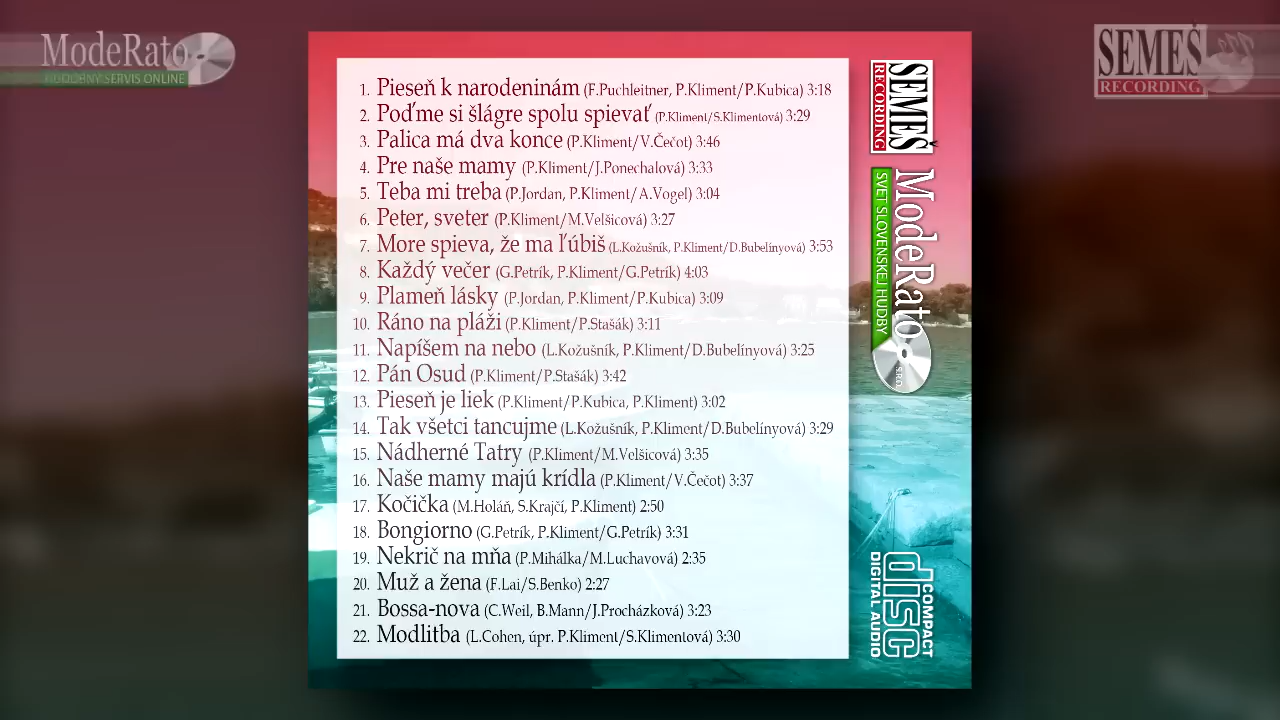 ModeRato
HUDOBNÝ SERVIS ONLINE
SEMEŠ
RECORDING
1. Pieseň k narodeninám (F.Puchleitner, P.Kliment/P.Kubica) 3:18
2. Poďme si šlágre spolu spievať (P.Kliment/S.Klimentová) 3:29
3. Palica má dva konce (P.Kliment/V.Čečot) 3:46
4. Pre naše mamy (P.Kliment/J.Ponechalová) 3:33
5. Teba mi treba (P.Jordan, P.Kliment/A.Vogel) 3:04
6. Peter, sveter (P.Kliment/M.Velšicová) 3:27
7. More spieva, že ma ľúbiš (L.Kožušník, P.Kliment/D.Bubelínyová) 3:53
8. Každý večer (G.Petrík, P.Kliment/G.Petrík) 4:03
9. Plameň lásky (P.Jordan, P.Kliment/P.Kubica) 3:09
10. Ráno na pláži (P.Kliment/P.Stašák) 3:11
11. Napíšem na nebo (L.Kožušník, P.Kliment/D.Bubelínyová) 3:25
12. Pán Osud (P.Kliment/P.Stašák) 3:42
13. Pieseň je liek (P.Kliment/P.Kubica, P.Kliment) 3:02
14. Tak všetci tancujme (L.Kožušník, P.Kliment/D.Bubelínyová) 3:29
15. Nádherné Tatry (P.Kliment/M.Velšicová) 3:35
16. Naše mamy majú krídla (P.Kliment/V.Čečot) 3:37
17. Kočička (M.Holáň, S.Krajčí, P.Kliment) 2:50
18. Bongiorno (G.Petrík, P.Kliment/G.Petrík) 3:31
19. Nekrič na mňa (P.Mihálka/M.Luchavová) 2:35
20. Muž a žena (F.Lai/S.Benko) 2:27
21. Bossa-nova (C.Weil, B.Mann/J.Procházková) 3:23
22. Modlitba (L.Cohen, úpr. P.Kliment/S.Klimentová) 3:30
SEMEŠ
RECORDING
ModeRato
SVET SLOVENSKEJ HUDBY
s.r.o.
COMPACT
disc
DIGITAL AUDIO